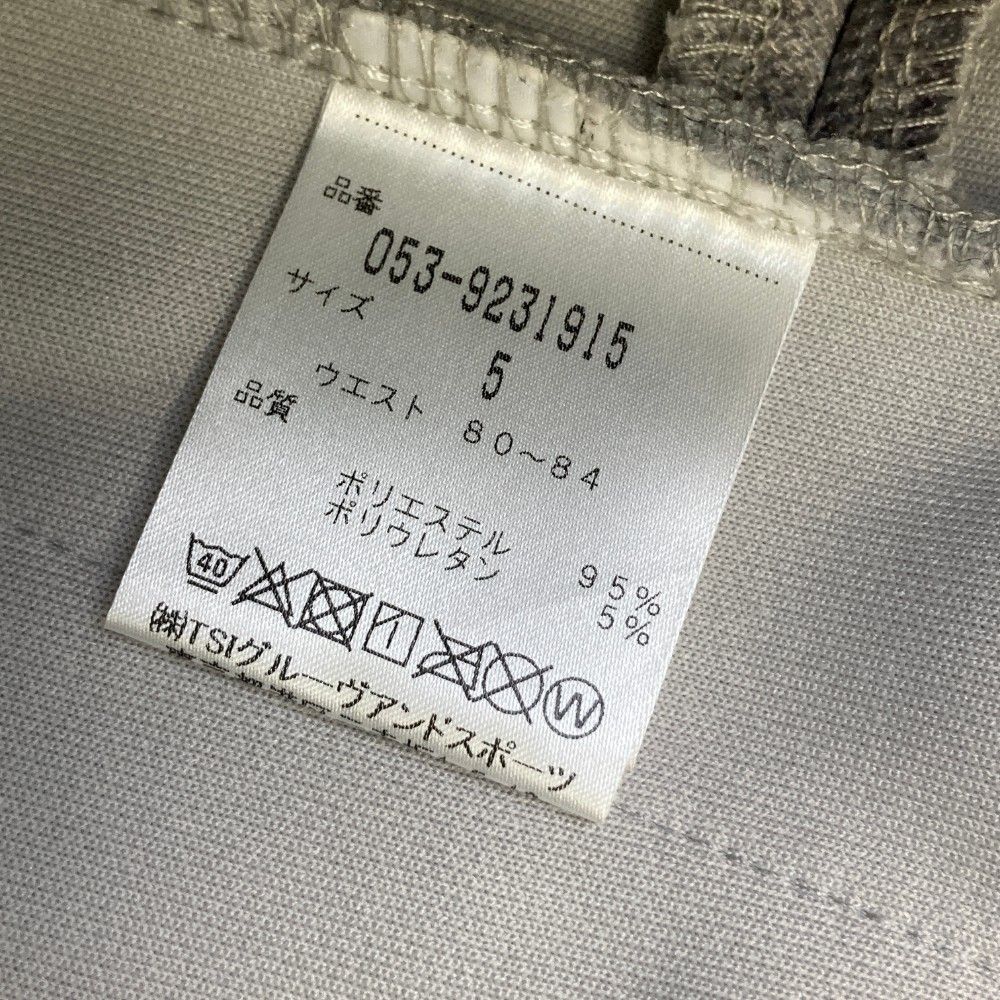 品番
053-9231915
サイズ
5
ウエスト 80～84
品質
ポリエステル 95%
ポリウレタン 5%
40
1
W
(株)TSIグルーヴアンドスポーツ